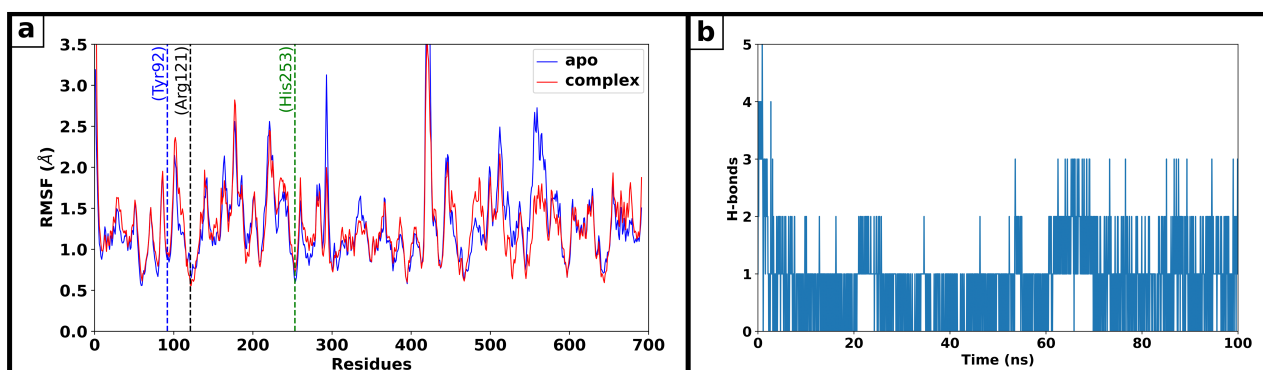 a
3.5
3.0
2.5
2.0
1.5
1.0
0.5
0.0
RMSF (Å)
(Tyr92)
(Arg121)
(His253)
apo
complex
0 100 200 300 400 500 600 700
Residues
b
5
4
3
2
1
0
H-bonds
0 20 40 60 80 100
Time (ns)